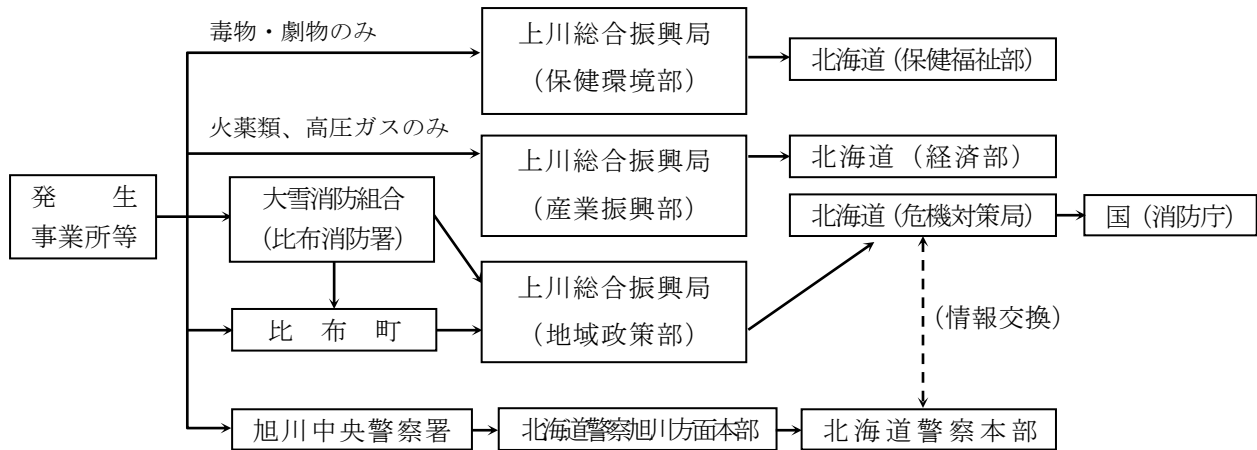 毒物・劇物のみ
上川総合振興局
(保健環境部)
北海道(保健福祉部)
火薬類、高圧ガスのみ
上川総合振興局
(産業振興部)
北海道(経済部)
発生
事業所等
大雪消防組合
(比布消防署)
北海道(危機対策局)
国(消防庁)
上川総合振興局
(地域政策部)
比布町
(情報交換)
旭川中央警察署
北海道警察旭川方面本部
北海道警察本部